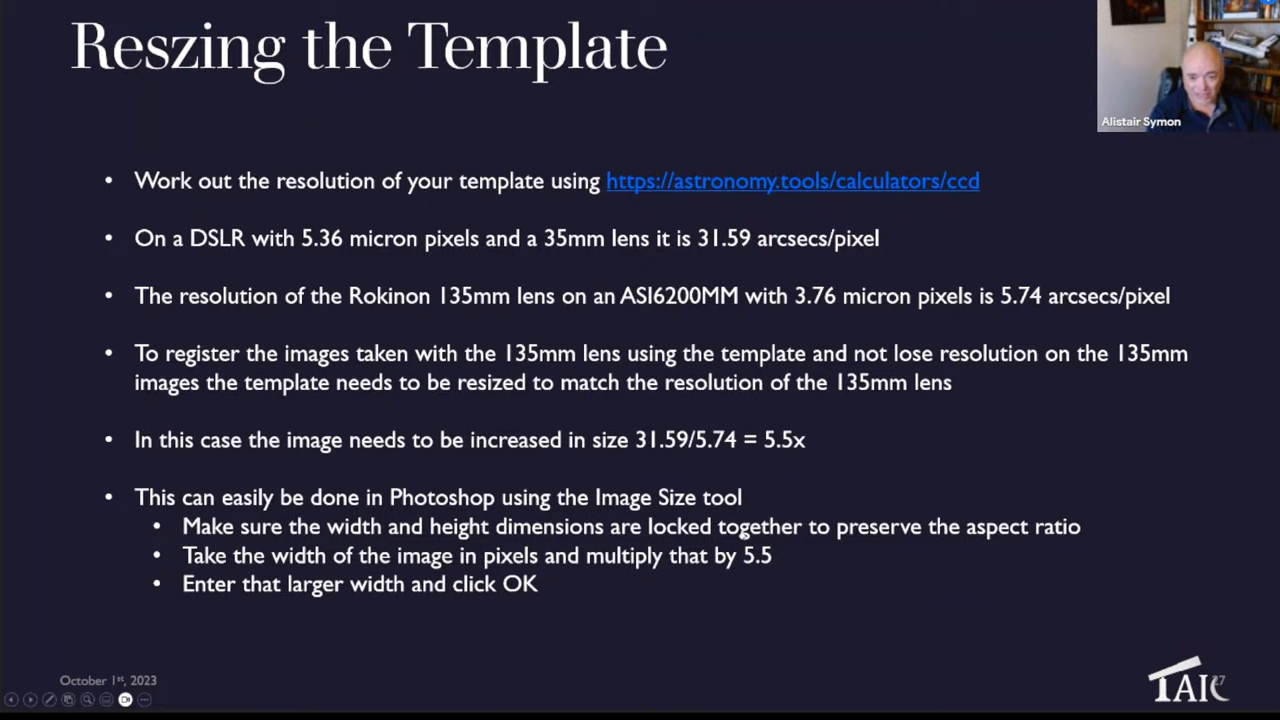 Reszing the Template
Alistair Symon
• Work out the resolution of your template using https://astronomy.tools/calculators/ccd
• On a DSLR with 5.36 micron pixels and a 35mm lens it is 31.59 arcsecs/pixel
• The resolution of the Rokinon 135mm lens on an ASI6200MM with 3.76 micron pixels is 5.74 arcsecs/pixel
• To register the images taken with the 135mm lens using the template and not lose resolution on the 135mm
images the template needs to be resized to match the resolution of the 135mm lens
• In this case the image needs to be increased in size 31.59/5.74 = 5.5x
• This can easily be done in Photoshop using the Image Size tool
• Make sure the width and height dimensions are locked together to preserve the aspect ratio
• Take the width of the image in pixels and multiply that by 5.5
• Enter that larger width and click OK
October 1st, 2023
TAIC